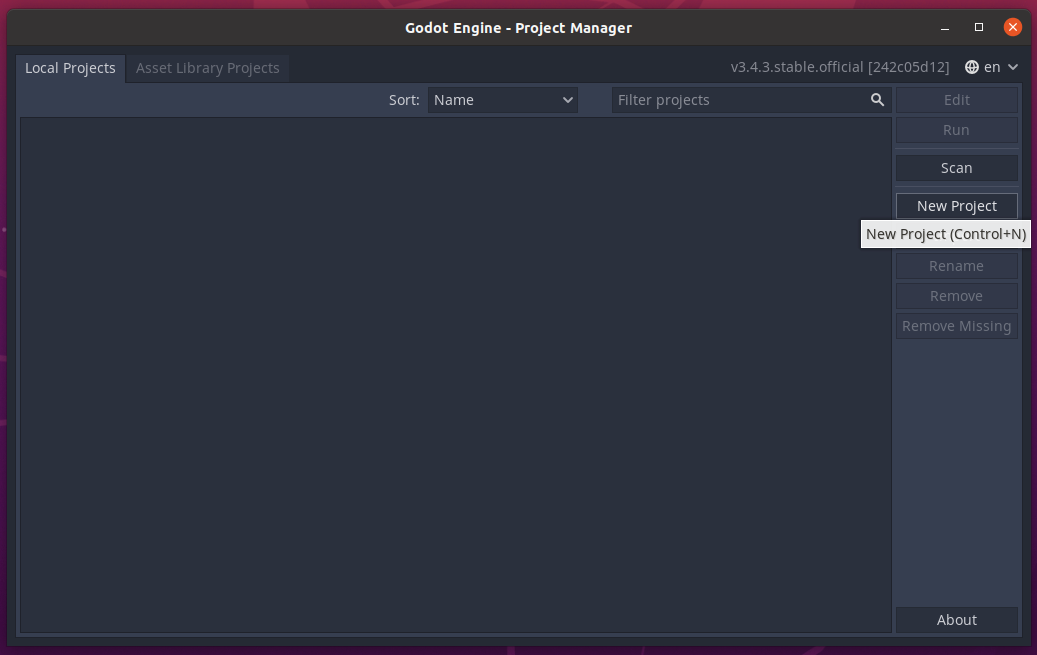 Godot Engine - Project Manager
Local Projects
Asset Library Projects
v3.4.3.stable.official [242c05d12]
en
Sort:
Name
Filter projects
Edit
Run
Scan
New Project
New Project (Control+N)
Rename
Remove
Remove Missing
About